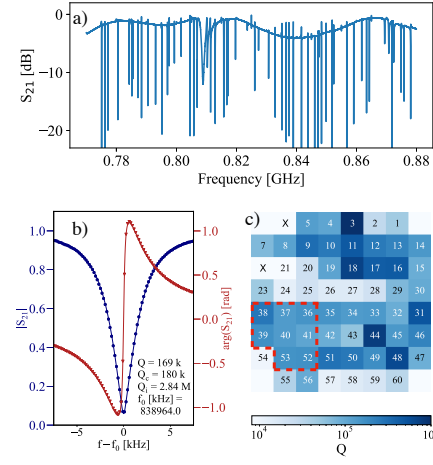 a)
0
−10
−20
S21 [dB]
0.78 0.80 0.82 0.84 0.86 0.88
Frequency [GHz]
b)
1.0
0.8
0.6
0.4
0.2
0.0
|S21|
1.0
0.5
0.0
−0.5
−1.0
arg(S21) [rad]
Q = 169 k
Qc = 180 k
Qi = 2.84 M
f0 [kHz] =
838964.0
−5 0 5
f−f0 [kHz]
c)
X 5 4 3 2 1
7 8 9 10 11 12 13 14
X 21 20 19 18 17 16 15
23 24 25 26 27 28 29 30
38 37 36 35 34 33 32 31
39 40 41 42 43 44 45 46
54 53 52 51 50 49 48 47
55 56 57 58 59 60
10^4 10^5 10^6
Q